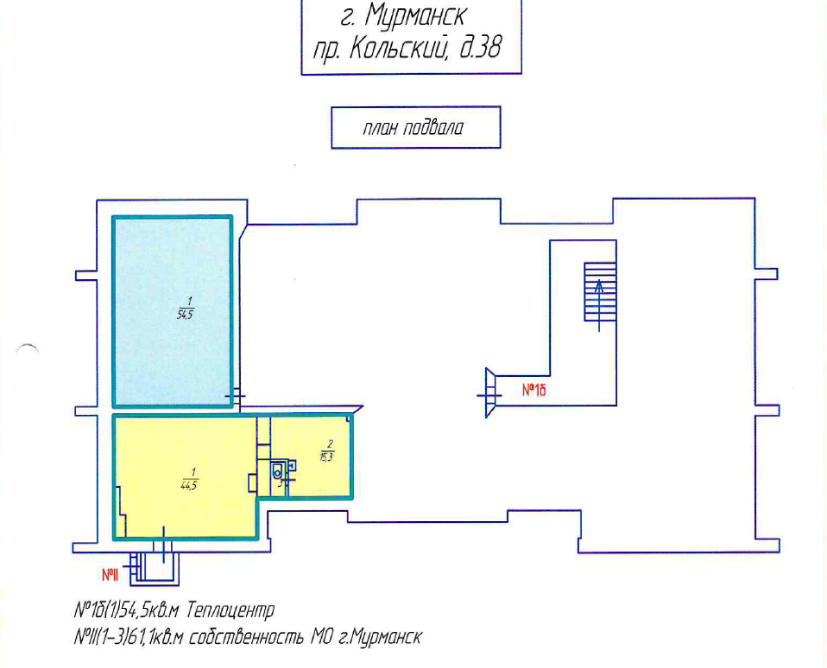 г. Мурманск
пр. Кольский, д.38
план подвала
1
54,5
№1б
2
15,3
1
44,5
3
№II
№1б(1)54,5кв.м Теплоцентр
№II(1-3)61,1кв.м собственность МО г.Мурманск